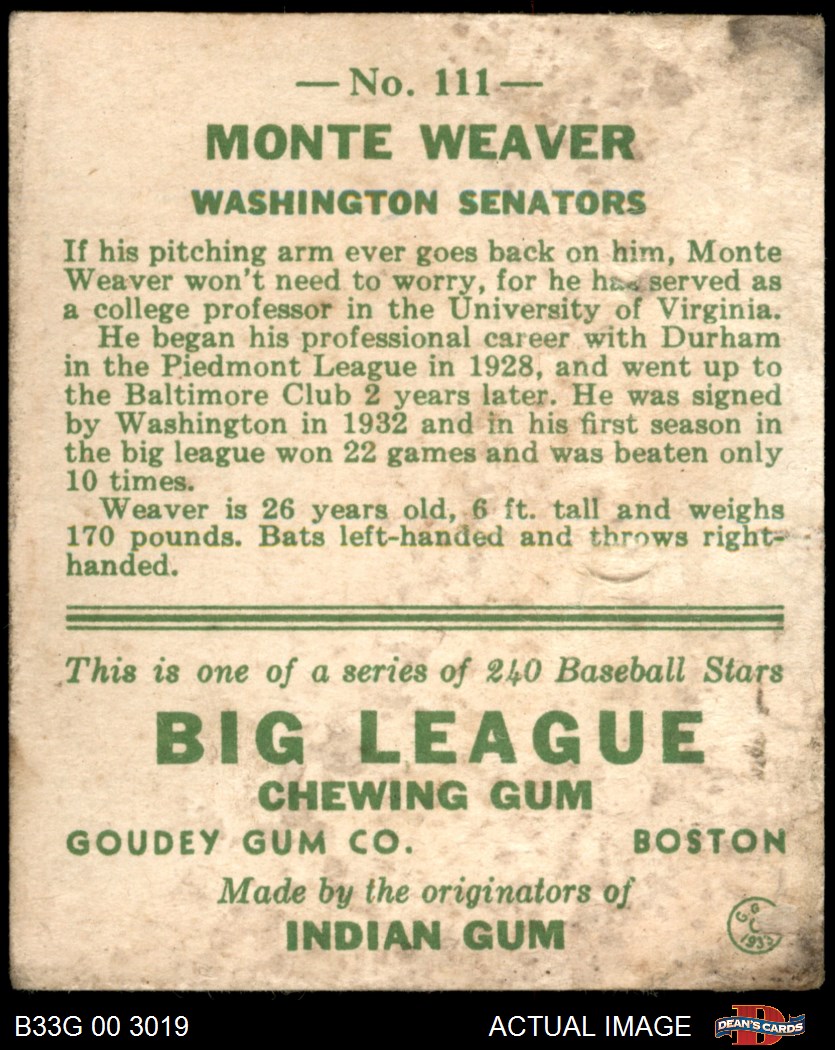 — No. 111 —
MONTE WEAVER
WASHINGTON SENATORS
If his pitching arm ever goes back on him, Monte
Weaver won't need to worry, for he has served as
a college professor in the University of Virginia.
He began his professional career with Durham
in the Piedmont League in 1928, and went up to
the Baltimore Club 2 years later. He was signed
by Washington in 1932 and in his first season in
the big league won 22 games and was beaten only
10 times.
Weaver is 26 years old, 6 ft. tall and weighs
170 pounds. Bats left-handed and throws right-
handed.
This is one of a series of 240 Baseball Stars
BIG LEAGUE
CHEWING GUM
GOUDEY GUM CO. BOSTON
Made by the originators of
INDIAN GUM
G G C 1933
B33G 00 3019 ACTUAL IMAGE D DEAN'S CARDS